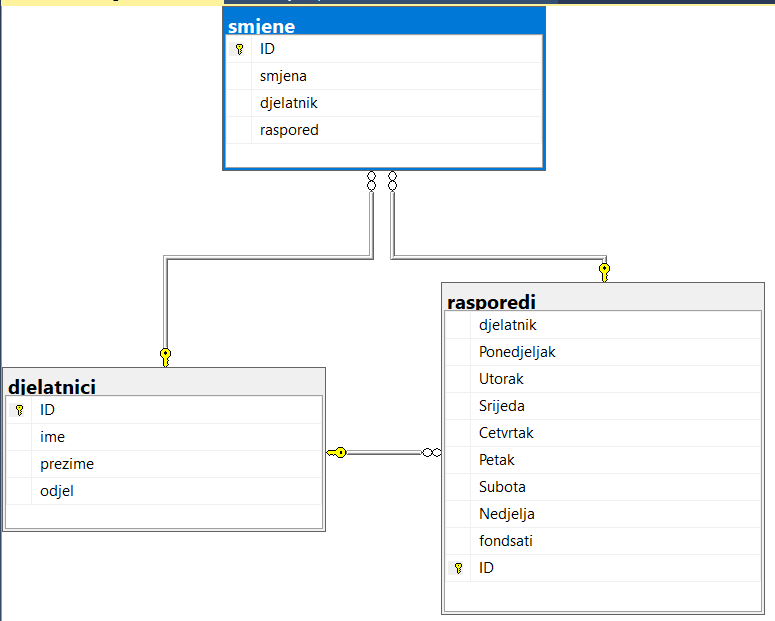 smjene
ID
smjena
djelatnik
raspored
djelatnici
ID
ime
prezime
odjel
rasporedi
djelatnik
Ponedjeljak
Utorak
Srijeda
Cetvrtak
Petak
Subota
Nedjelja
fondsati
ID